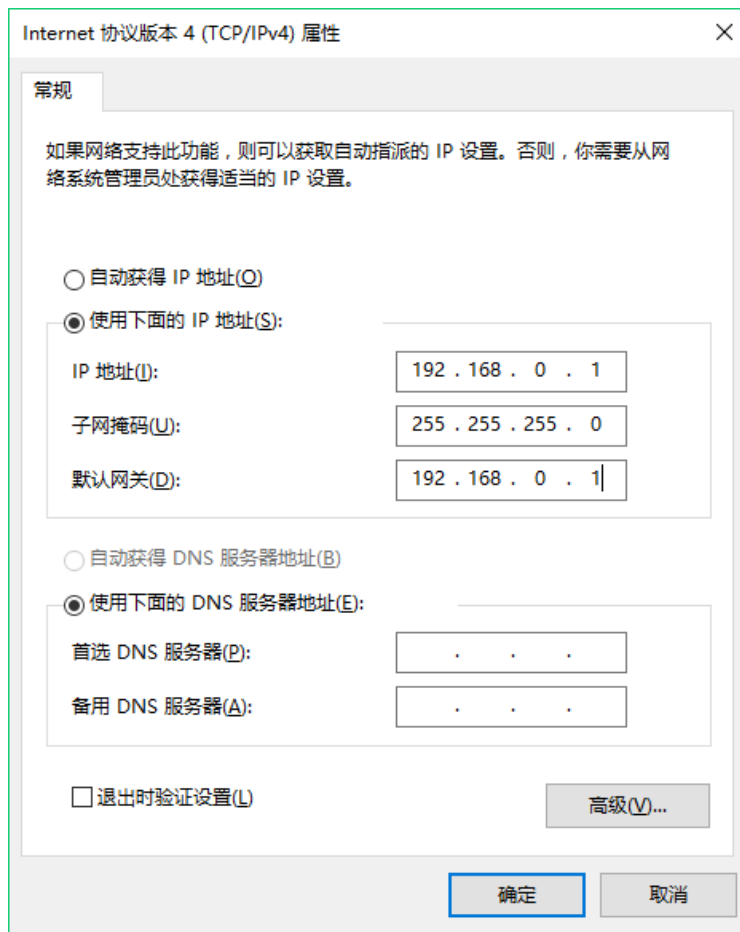 Internet 协议版本 4 (TCP/IPv4) 属性
常规
如果网络支持此功能，则可以获取自动指派的 IP 设置。否则，你需要从网
络系统管理员处获得适当的 IP 设置。
自动获得 IP 地址(O)
使用下面的 IP 地址(S):
IP 地址(I): 192 . 168 . 0 . 1
子网掩码(U): 255 . 255 . 255 . 0
默认网关(D): 192 . 168 . 0 . 1
自动获得 DNS 服务器地址(B)
使用下面的 DNS 服务器地址(E):
首选 DNS 服务器(P): . . .
备用 DNS 服务器(A): . . .
退出时验证设置(L)
高级(V)...
确定 取消